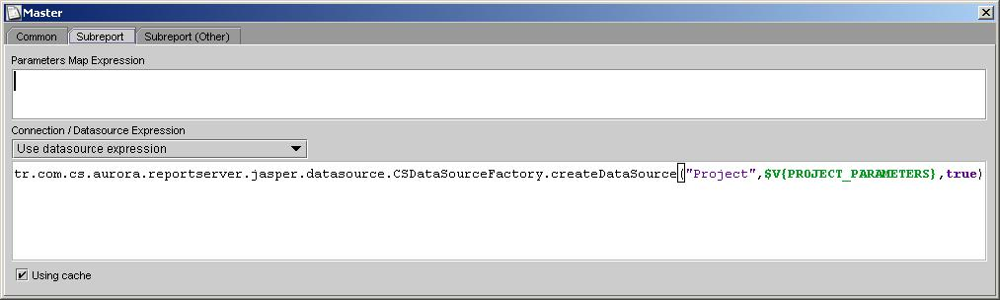 Master
Common Subreport Subreport (Other)
Parameters Map Expression
Connection / Datasource Expression
Use datasource expression
tr.com.cs.aurora.reportserver.jasper.datasource.CSDataSourceFactory.createDataSource("Project",$V{PROJECT_PARAMETERS},true)
Using cache